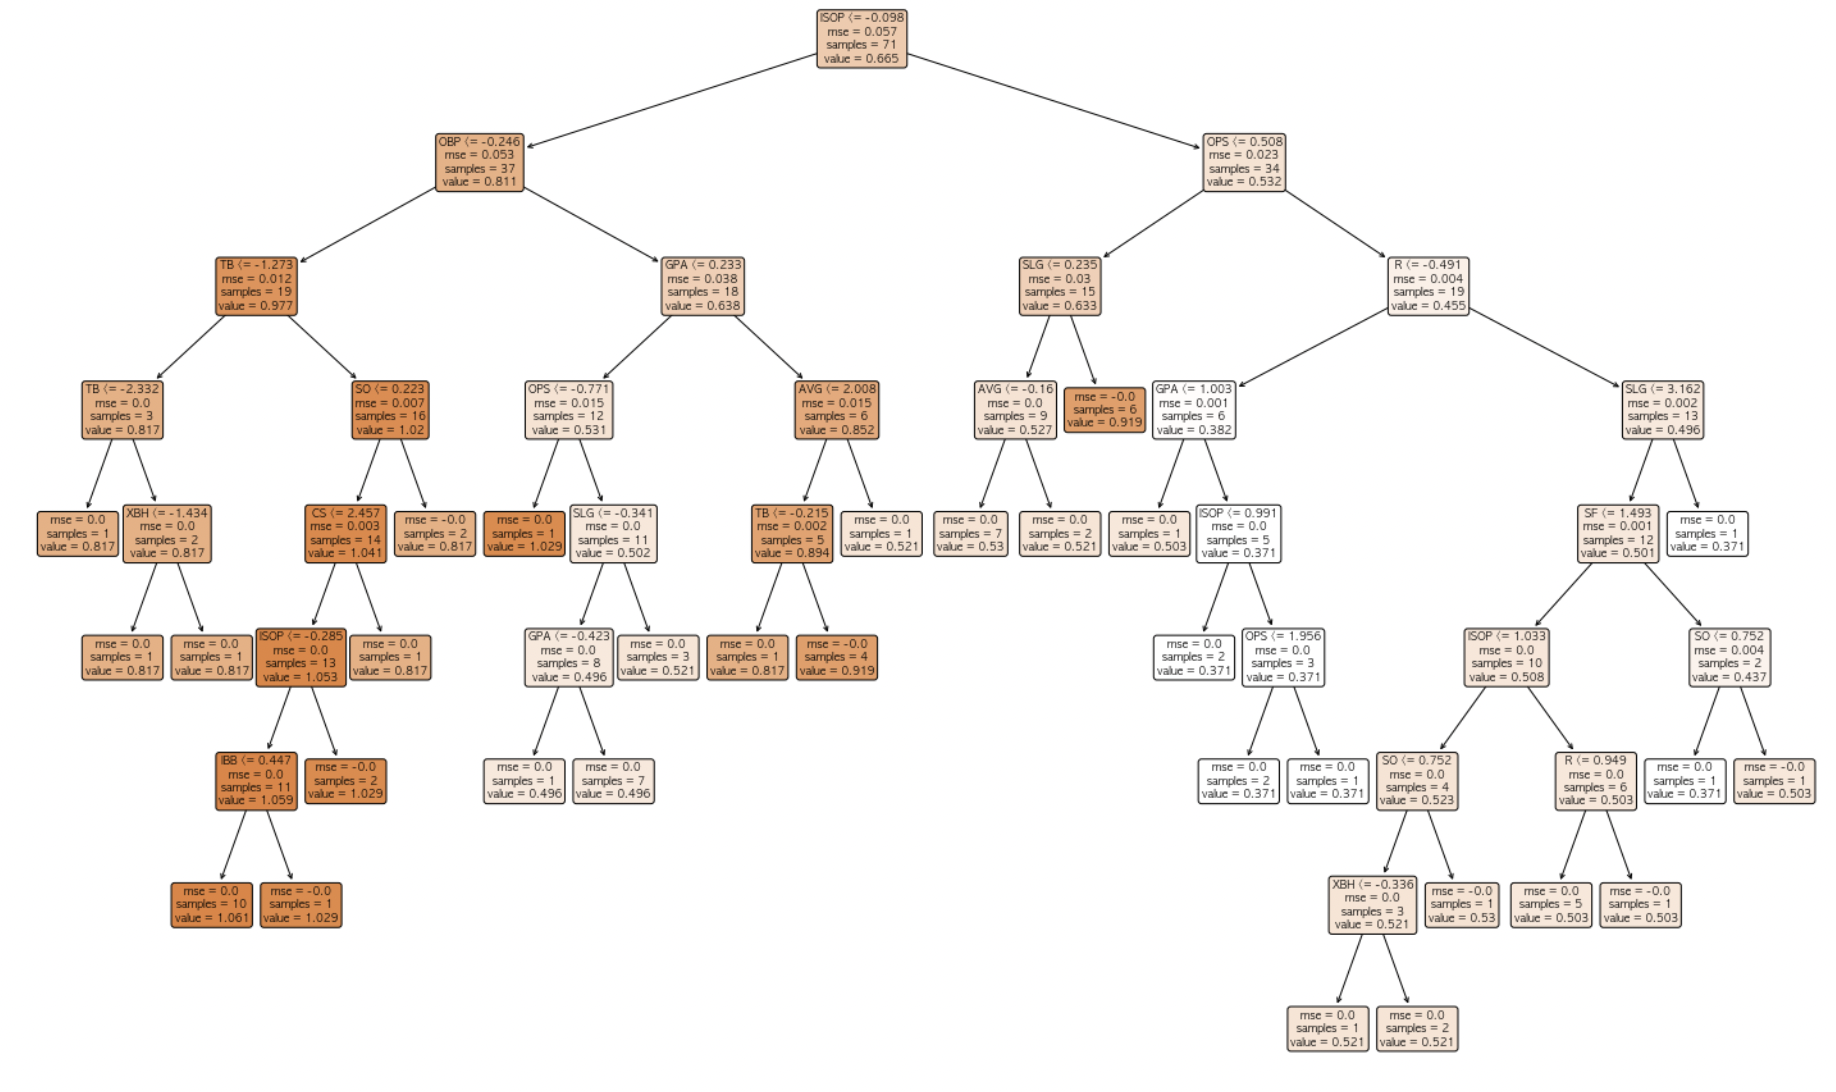 ISOP <= -0.098
mse = 0.057
samples = 71
value = 0.665
OBP <= -0.246
mse = 0.053
samples = 37
value = 0.811
OPS <= 0.508
mse = 0.023
samples = 34
value = 0.532
TB <= -1.273
mse = 0.012
samples = 19
value = 0.977
GPA <= 0.233
mse = 0.038
samples = 18
value = 0.638
SLG <= 0.235
mse = 0.03
samples = 15
value = 0.633
R <= -0.491
mse = 0.004
samples = 19
value = 0.455
TB <= -2.332
mse = 0.0
samples = 3
value = 0.817
SO <= 0.223
mse = 0.007
samples = 16
value = 1.02
OPS <= -0.771
mse = 0.015
samples = 12
value = 0.531
AVG <= 2.008
mse = 0.015
samples = 6
value = 0.852
AVG <= -0.16
mse = 0.0
samples = 9
value = 0.527
mse = -0.0
samples = 6
value = 0.919
GPA <= 1.003
mse = 0.001
samples = 6
value = 0.382
SLG <= 3.162
mse = 0.002
samples = 13
value = 0.496
mse = 0.0
samples = 1
value = 0.817
XBH <= -1.434
mse = 0.0
samples = 2
value = 0.817
CS <= 2.457
mse = 0.003
samples = 14
value = 1.041
mse = -0.0
samples = 2
value = 0.817
mse = 0.0
samples = 1
value = 1.029
SLG <= -0.341
mse = 0.0
samples = 11
value = 0.502
TB <= -0.215
mse = 0.002
samples = 5
value = 0.894
mse = 0.0
samples = 1
value = 0.521
mse = 0.0
samples = 7
value = 0.53
mse = 0.0
samples = 2
value = 0.521
mse = 0.0
samples = 1
value = 0.503
ISOP <= 0.991
mse = 0.0
samples = 5
value = 0.371
SF <= 1.493
mse = 0.001
samples = 12
value = 0.501
mse = 0.0
samples = 1
value = 0.371
mse = 0.0
samples = 1
value = 0.817
mse = 0.0
samples = 1
value = 0.817
ISOP <= -0.285
mse = 0.0
samples = 13
value = 1.053
mse = 0.0
samples = 1
value = 0.817
GPA <= -0.423
mse = 0.0
samples = 8
value = 0.496
mse = 0.0
samples = 3
value = 0.521
mse = 0.0
samples = 1
value = 0.817
mse = -0.0
samples = 4
value = 0.919
mse = 0.0
samples = 2
value = 0.371
OPS <= 1.956
mse = 0.0
samples = 3
value = 0.371
ISOP <= 1.033
mse = 0.0
samples = 10
value = 0.508
SO <= 0.752
mse = 0.004
samples = 2
value = 0.437
IBB <= 0.447
mse = 0.0
samples = 11
value = 1.059
mse = -0.0
samples = 2
value = 1.029
mse = 0.0
samples = 1
value = 0.496
mse = 0.0
samples = 7
value = 0.496
mse = 0.0
samples = 2
value = 0.371
mse = 0.0
samples = 1
value = 0.371
SO <= 0.752
mse = 0.0
samples = 4
value = 0.523
R <= 0.949
mse = 0.0
samples = 6
value = 0.503
mse = 0.0
samples = 1
value = 0.371
mse = -0.0
samples = 1
value = 0.503
mse = 0.0
samples = 10
value = 1.061
mse = -0.0
samples = 1
value = 1.029
XBH <= -0.336
mse = 0.0
samples = 3
value = 0.521
mse = -0.0
samples = 1
value = 0.53
mse = 0.0
samples = 5
value = 0.503
mse = -0.0
samples = 1
value = 0.503
mse = 0.0
samples = 1
value = 0.521
mse = 0.0
samples = 2
value = 0.521